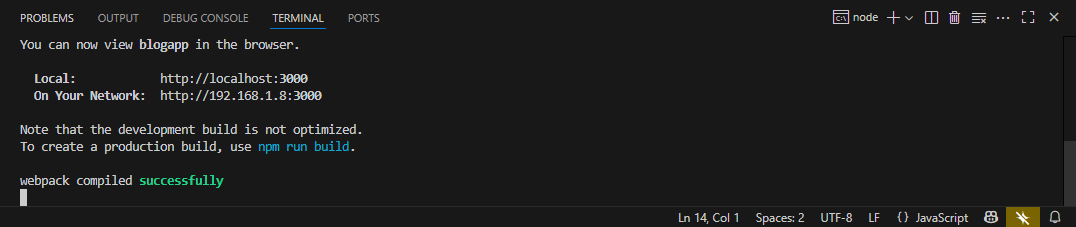 PROBLEMS OUTPUT DEBUG CONSOLE TERMINAL PORTS node
You can now view blogapp in the browser.
Local: http://localhost:3000
On Your Network: http://192.168.1.8:3000
Note that the development build is not optimized.
To create a production build, use npm run build.
webpack compiled successfully
Ln 14, Col 1 Spaces: 2 UTF-8 LF {} JavaScript